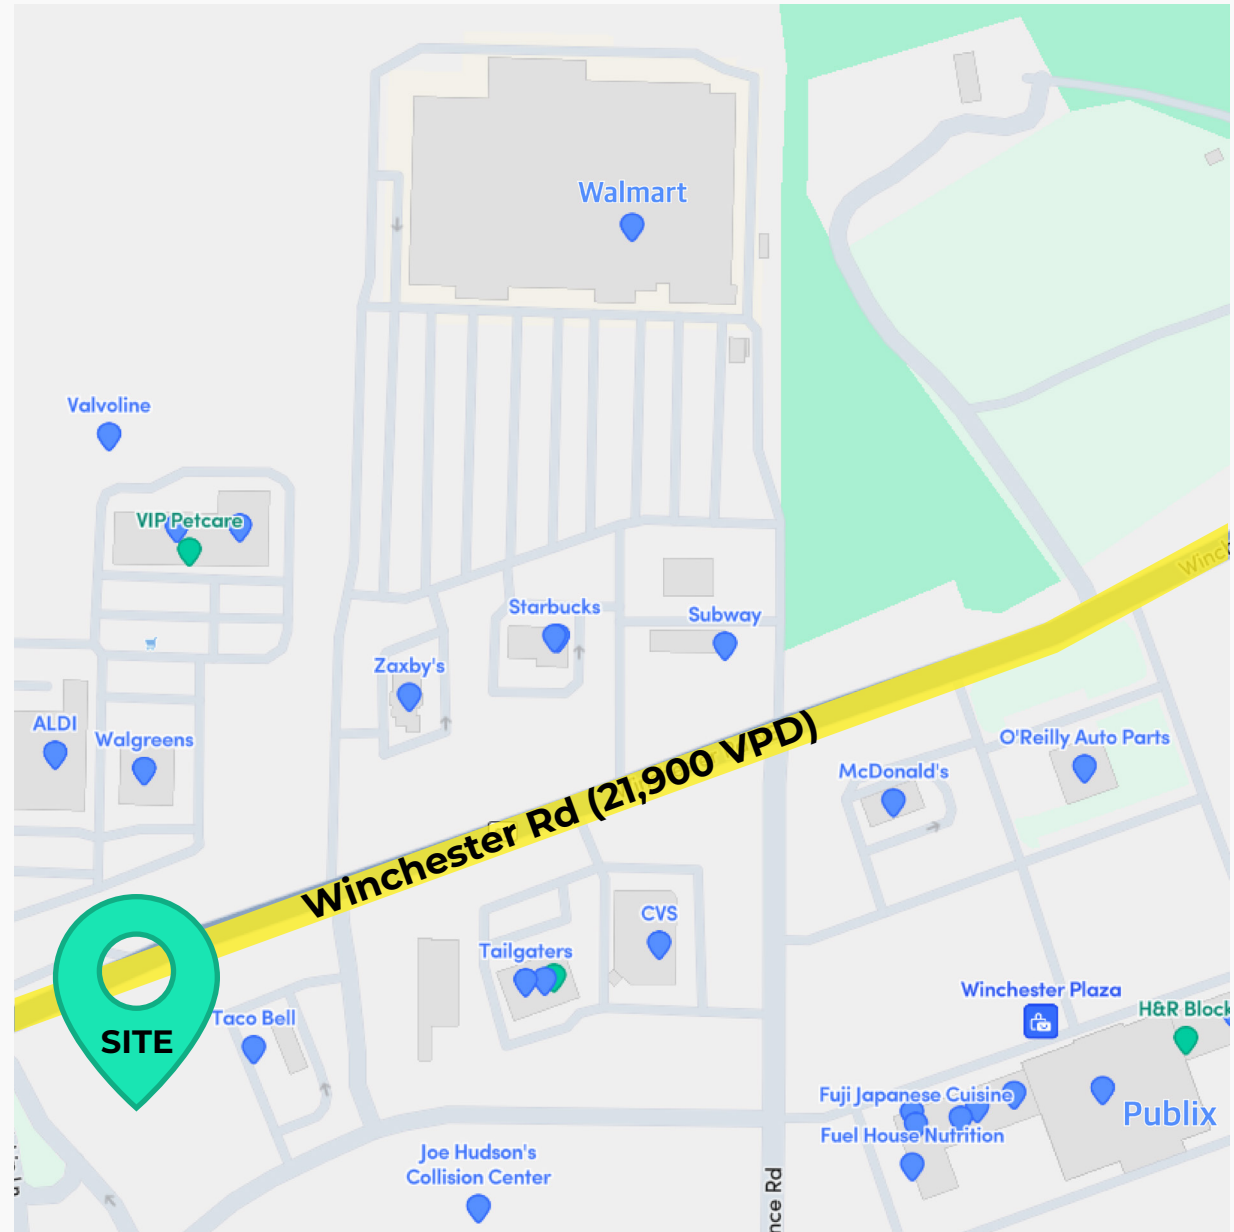 Walmart
Valvoline
VIP Petcare
Starbucks
Subway
Zaxby's
ALDI
Walgreens
O'Reilly Auto Parts
McDonald's
Winchester Rd (21,900 VPD)
CVS
Tailgaters
Winchester Plaza
H&R Block
Taco Bell
SITE
Fuji Japanese Cuisine
Publix
Fuel House Nutrition
Joe Hudson's
Collision Center
Rd